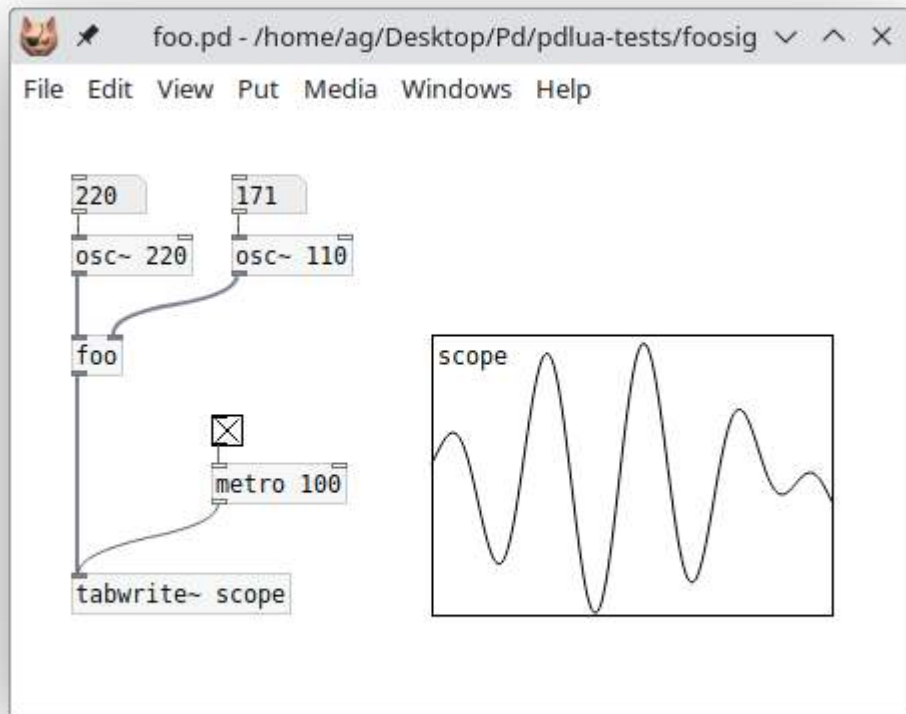 foo.pd - /home/ag/Desktop/Pd/pdlua-tests/foosig
File Edit View Put Media Windows Help
220 171
osc~ 220 osc~ 110
foo
scope
metro 100
tabwrite~ scope